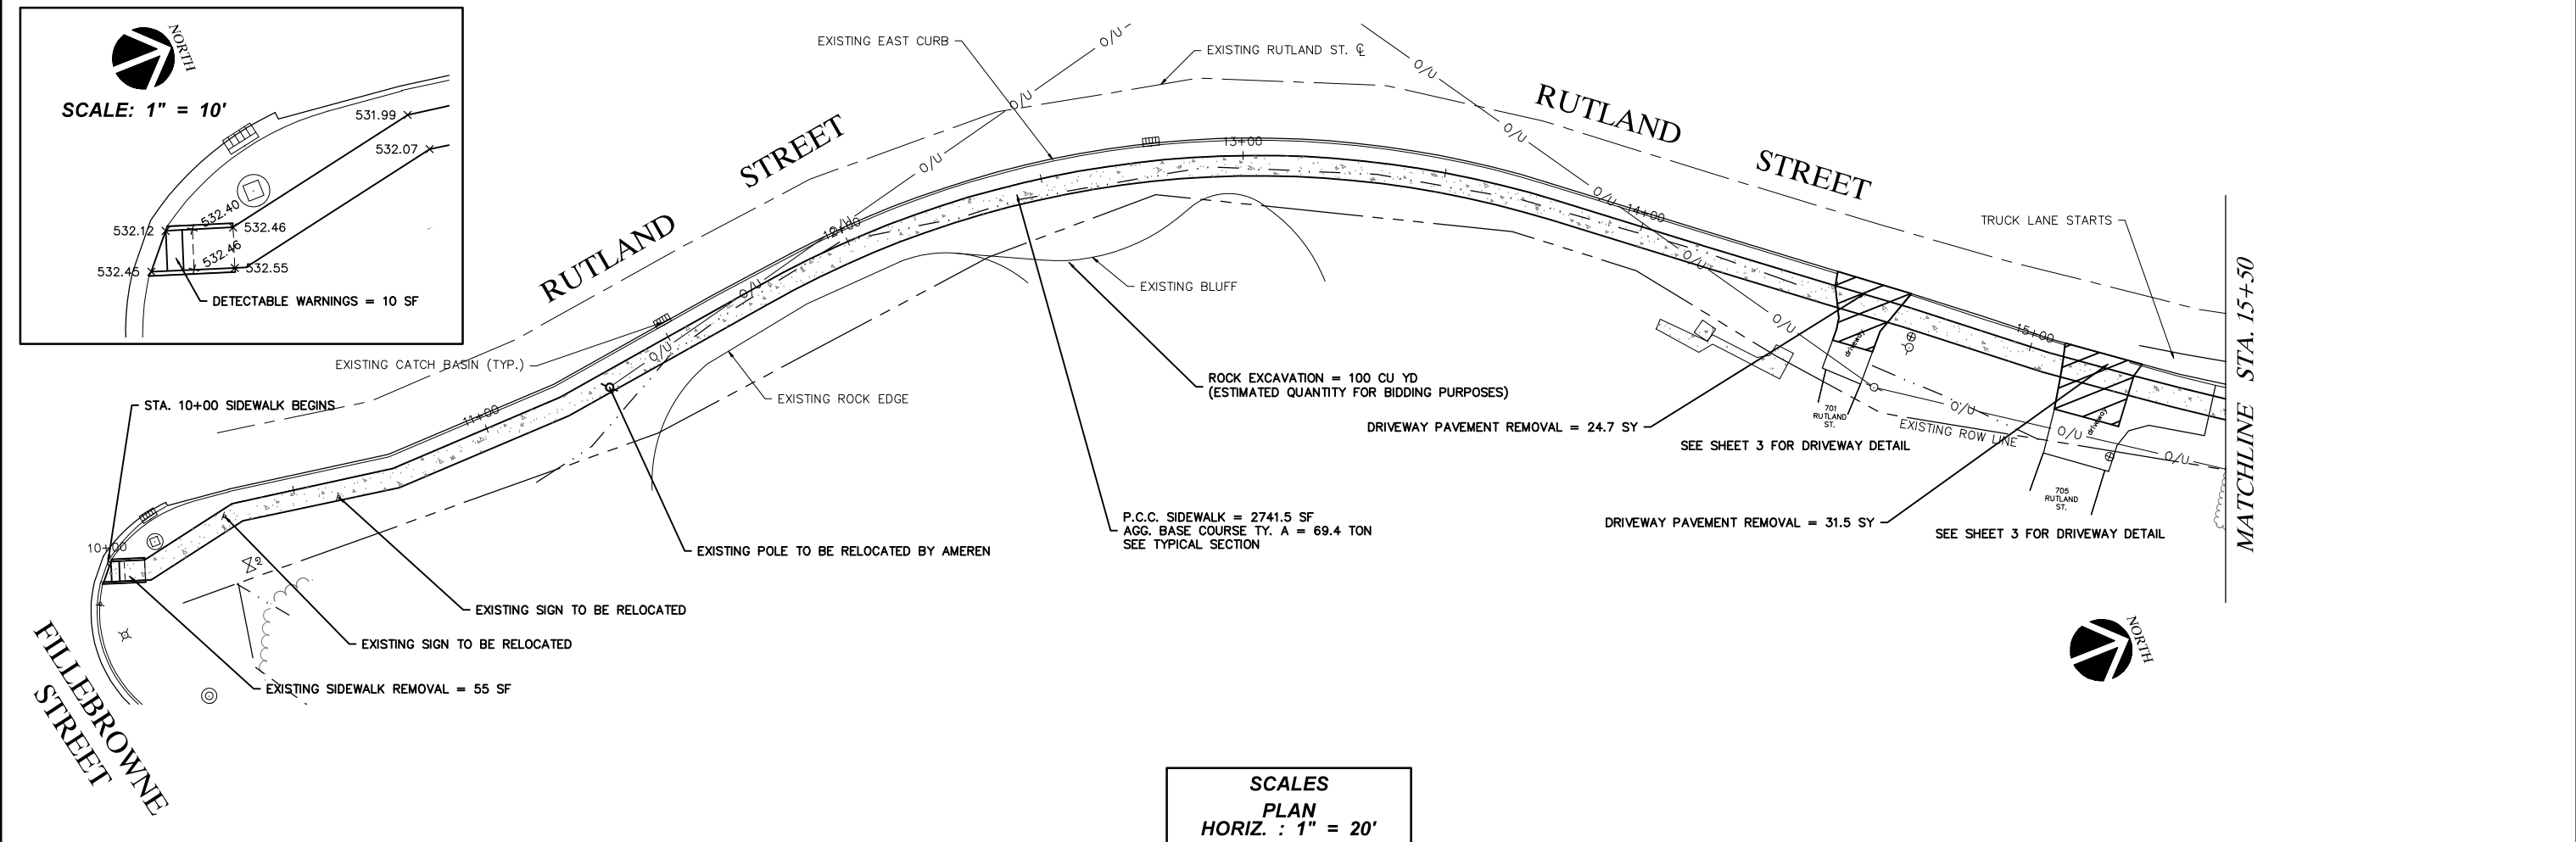 NORTH
SCALE: 1" = 10'
531.99
532.07
532.40
532.12
532.46
532.46
532.45
532.55
DETECTABLE WARNINGS = 10 SF
EXISTING EAST CURB
O/U
EXISTING RUTLAND ST. ℄
O/U
O/U
O/U
O/U
RUTLAND
STREET
RUTLAND
STREET
13+00
O/U
14+00
TRUCK LANE STARTS
12+00
O/U
O/U
O/U
O/U
O/U
15+00
EXISTING BLUFF
EXISTING CATCH BASIN (TYP.)
EXISTING ROCK EDGE
ROCK EXCAVATION = 100 CU YD
(ESTIMATED QUANTITY FOR BIDDING PURPOSES)
STA. 10+00 SIDEWALK BEGINS
11+00
driveway
701
RUTLAND
ST.
DRIVEWAY PAVEMENT REMOVAL = 24.7 SY
SEE SHEET 3 FOR DRIVEWAY DETAIL
O/U
EXISTING ROW LINE
driveway
O/U
O/U
MATCHLINE STA. 15+50
705
RUTLAND
ST.
P.C.C. SIDEWALK = 2741.5 SF
AGG. BASE COURSE TY. A = 69.4 TON
SEE TYPICAL SECTION
DRIVEWAY PAVEMENT REMOVAL = 31.5 SY
SEE SHEET 3 FOR DRIVEWAY DETAIL
10+00
EXISTING POLE TO BE RELOCATED BY AMEREN
2
EXISTING SIGN TO BE RELOCATED
EXISTING SIGN TO BE RELOCATED
EXISTING SIDEWALK REMOVAL = 55 SF
FILLEBROWNE
STREET
NORTH
SCALES
PLAN
HORIZ. : 1" = 20'